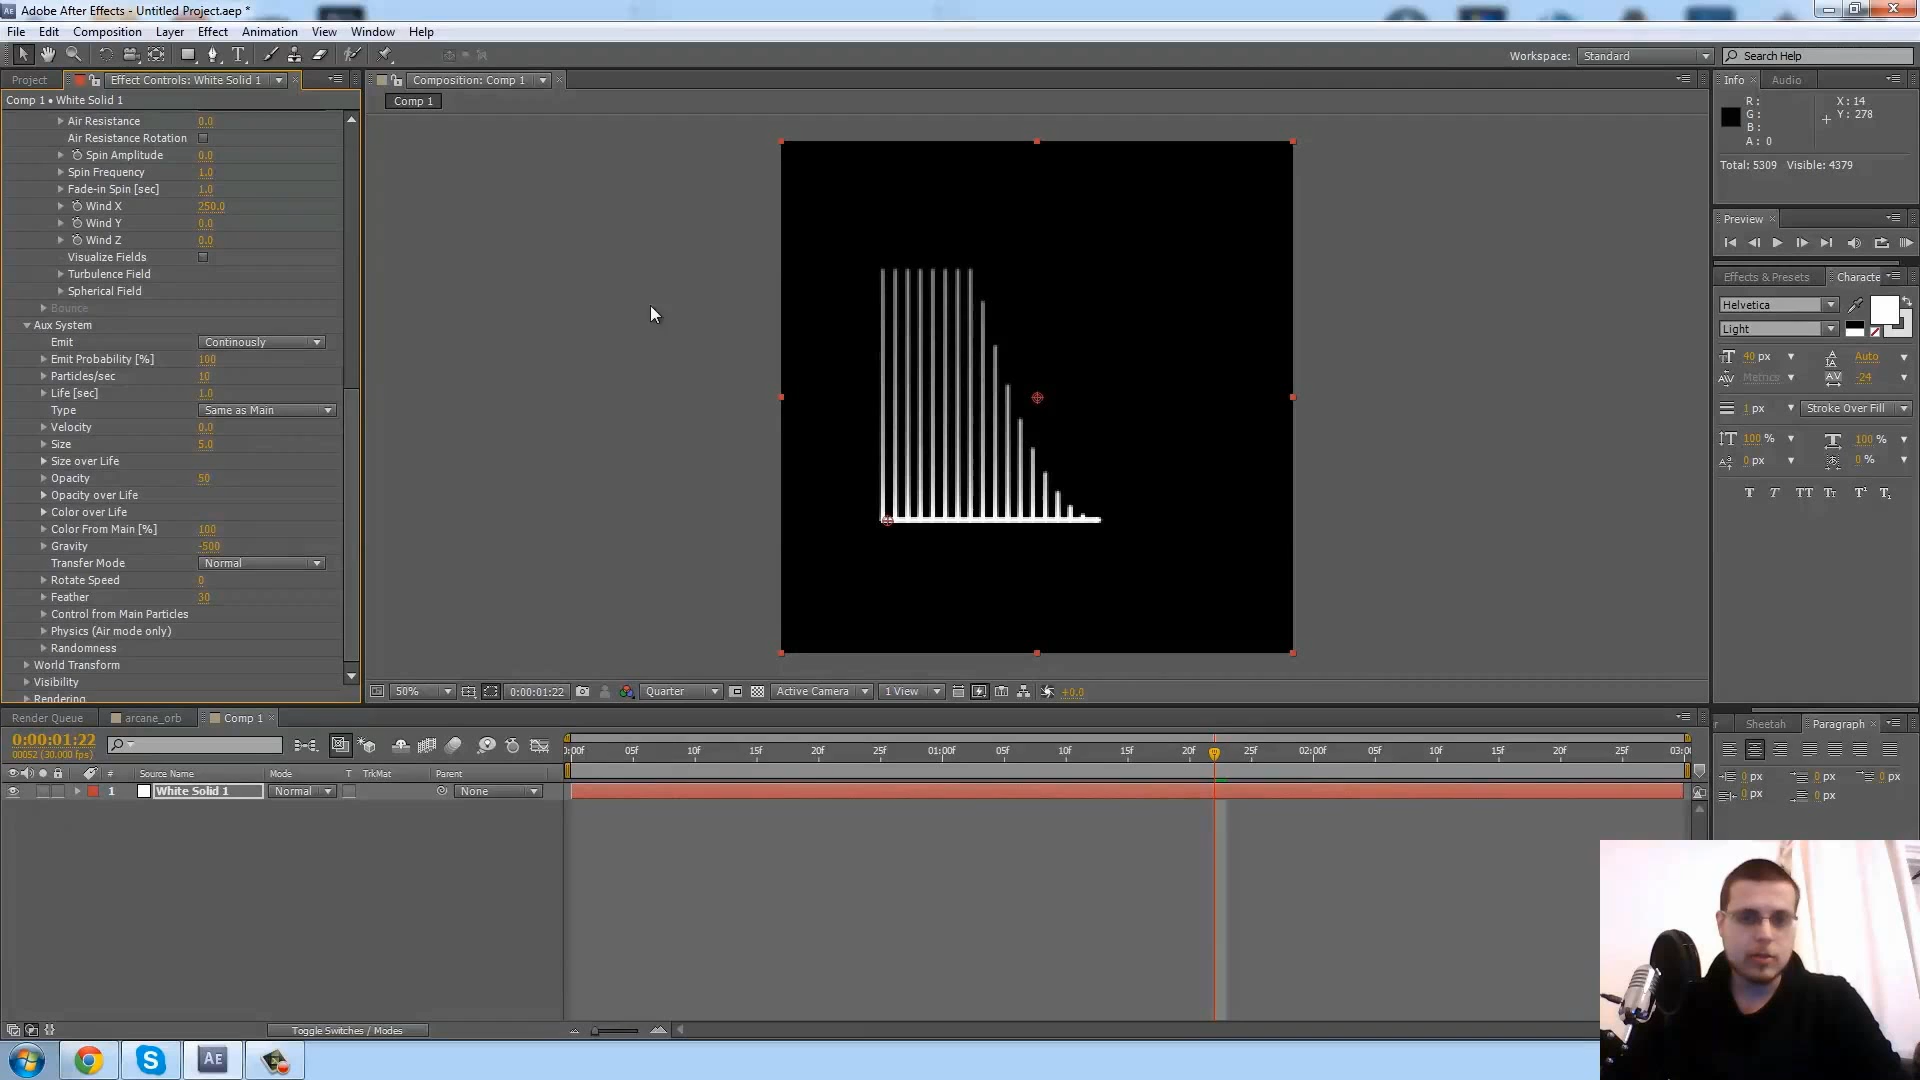 Adobe After Effects - Untitled Project.aep *
File Edit Composition Layer Effect Animation View Window Help
Workspace: Standard Search Help
Project Effect Controls: White Solid 1
Composition: Comp 1
Info Audio
Comp 1 • White Solid 1
Comp 1
R: X: 14
G: Y: 278
B:
A: 0
Total: 5309 Visible: 4379
Air Resistance 0.0
Air Resistance Rotation
Spin Amplitude 0.0
Spin Frequency 1.0
Fade-in Spin [sec] 1.0
Wind X 250.0
Wind Y 0.0
Wind Z 0.0
Visualize Fields
Turbulence Field
Spherical Field
Bounce
Aux System
Emit Continously
Emit Probability [%] 100
Particles/sec 10
Life [sec] 1.0
Type Same as Main
Velocity 0.0
Size 5.0
Size over Life
Opacity 50
Opacity over Life
Color over Life
Color From Main [%] 100
Gravity -500
Transfer Mode Normal
Rotate Speed 0
Feather 30
Control from Main Particles
Physics (Air mode only)
Randomness
World Transform
Visibility
Rendering
Preview
Effects & Presets Characte
Helvetica
Light
40 px Auto
Metrics -24
1 px Stroke Over Fill
100 % 100 %
0 px 0 %
T T TT Tt T¹ T₁
50% 0:00:01:22 Quarter Active Camera 1 View +0.0
Render Queue arcane_orb Comp 1
r Sheetah Paragraph
0:00:01:22
00052 (30.000 fps)
0:00f 05f 10f 15f 20f 25f 01:00f 05f 10f 15f 20f 25f 02:00f 05f 10f 15f 20f 25f 03:0
# Source Name Mode T TrkMat Parent
1 White Solid 1 Normal None
0 px 0 px 0 px
0 px 0 px
Toggle Switches / Modes
AE